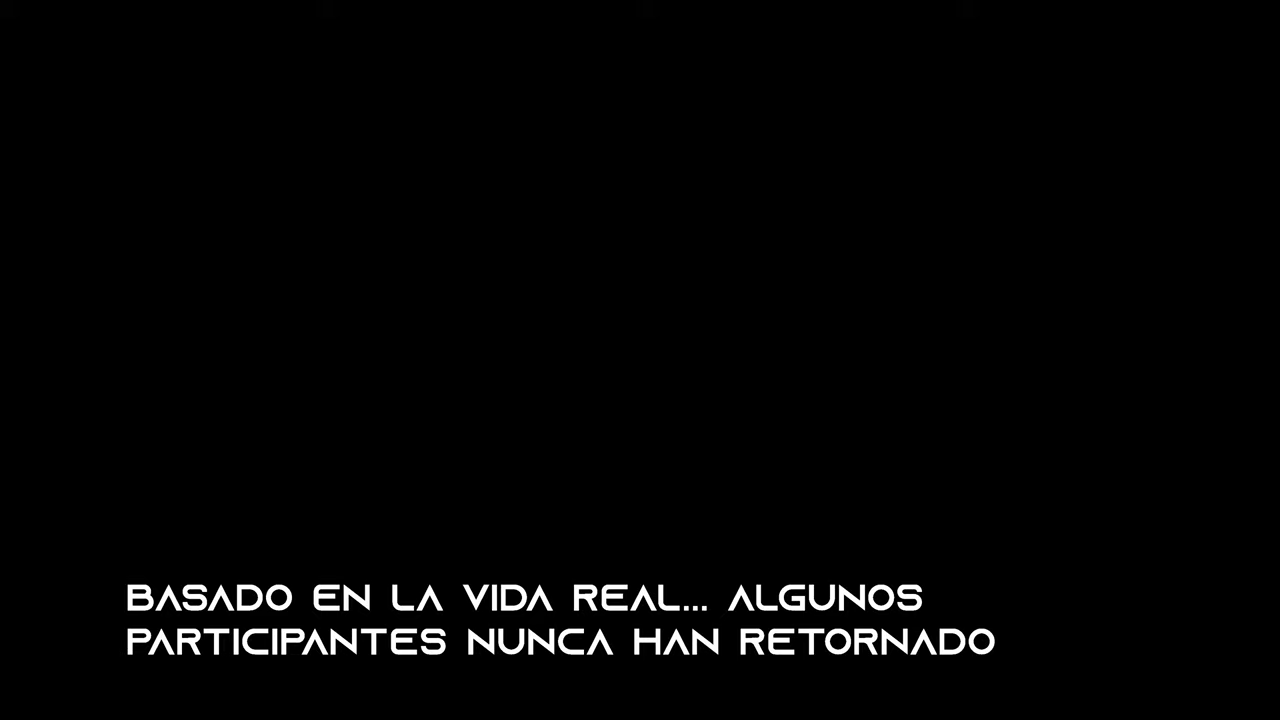 BASADO EN LA VIDA REAL... ALGUNOS
PARTICIPANTES NUNCA HAN RETORNADO